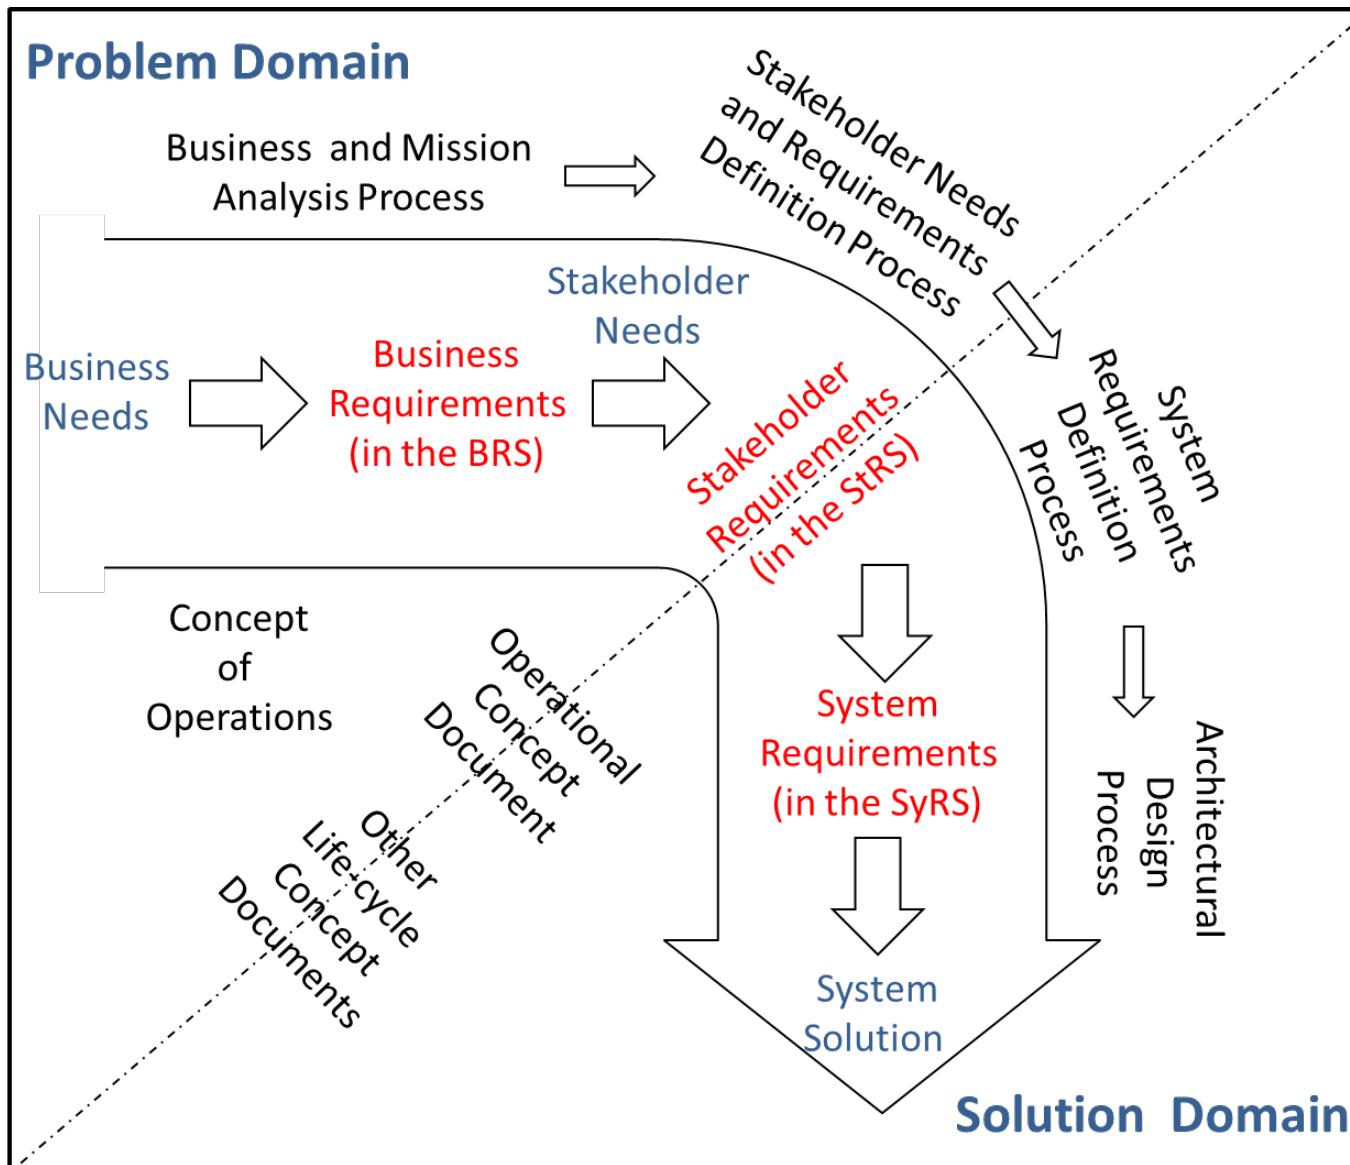 Problem Domain
Business and Mission
Analysis Process
Stakeholder Needs
and Requirements
Definition Process
Stakeholder
Needs
Business
Needs
Business
Requirements
(in the BRS)
Stakeholder
Requirements
(in the StRS)
System
Requirements
Definition
Process
Concept
of
Operations
Operational
Concept
Document
Other
Life-cycle
Concept
Documents
System
Requirements
(in the SyRS)
Architectural
Design
Process
System
Solution
Solution Domain